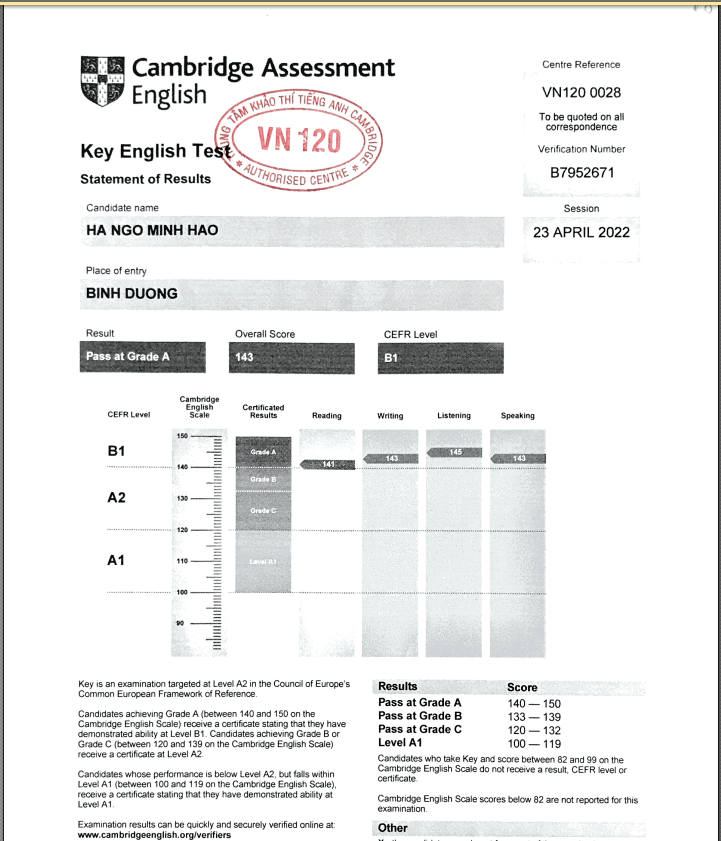 Cambridge Assessment
English
TRUNG TÂM KHẢO THÍ TIẾNG ANH CAMBRIDGE
VN 120
* AUTHORISED CENTRE *
Key English Test
Statement of Results
Centre Reference
VN120 0028
To be quoted on all
correspondence
Verification Number
B7952671
Session
23 APRIL 2022
Candidate name
HA NGO MINH HAO
Place of entry
BINH DUONG
Result Overall Score CEFR Level
Pass at Grade A 143 B1
CEFR Level Cambridge English Scale Certificated Results Reading Writing Listening Speaking
150
B1 Grade A 141 143 145 143
140
Grade B
A2 130
Grade C
120
A1 110 Level A1
100
90
Key is an examination targeted at Level A2 in the Council of Europe's
Common European Framework of Reference.
Candidates achieving Grade A (between 140 and 150 on the
Cambridge English Scale) receive a certificate stating that they have
demonstrated ability at Level B1. Candidates achieving Grade B or
Grade C (between 120 and 139 on the Cambridge English Scale)
receive a certificate at Level A2.
Candidates whose performance is below Level A2, but falls within
Level A1 (between 100 and 119 on the Cambridge English Scale),
receive a certificate stating that they have demonstrated ability at
Level A1.
Examination results can be quickly and securely verified online at:
www.cambridgeenglish.org/verifiers
Results Score
Pass at Grade A 140 — 150
Pass at Grade B 133 — 139
Pass at Grade C 120 — 132
Level A1 100 — 119
Candidates who take Key and score between 82 and 99 on the
Cambridge English Scale do not receive a result, CEFR level or
certificate.
Cambridge English Scale scores below 82 are not reported for this
examination.
Other